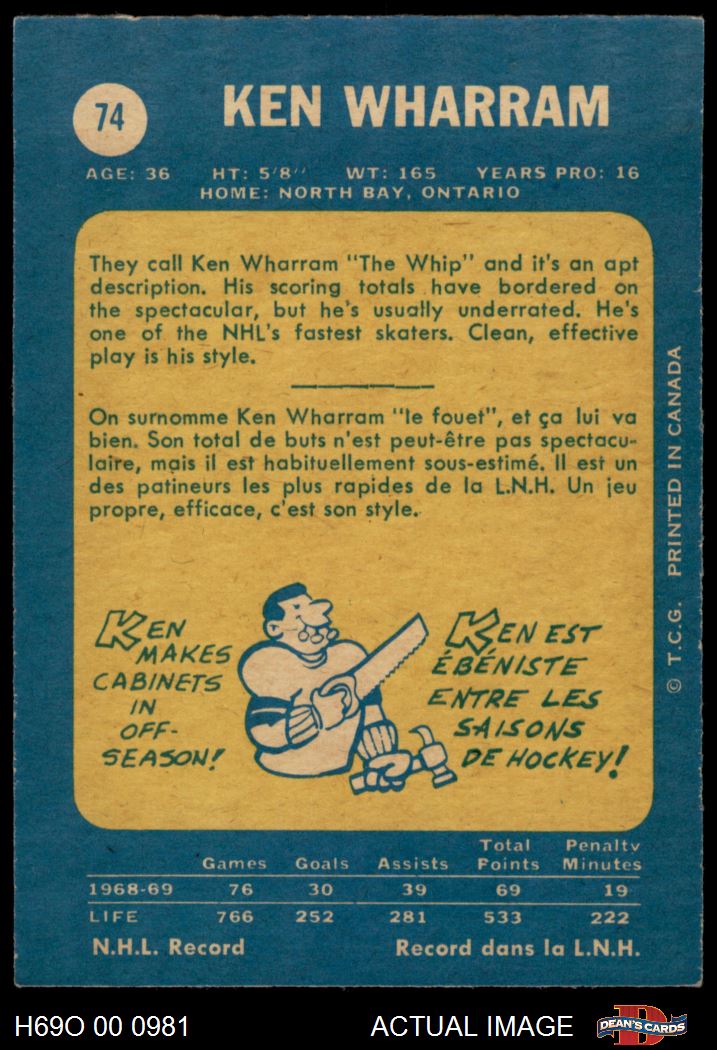 74
KEN WHARRAM
AGE: 36 HT: 5'8'' WT: 165 YEARS PRO: 16
HOME: NORTH BAY, ONTARIO
They call Ken Wharram "The Whip" and it's an apt
description. His scoring totals have bordered on
the spectacular, but he's usually underrated. He's
one of the NHL's fastest skaters. Clean, effective
play is his style.
On surnomme Ken Wharram "le fouet", et ça lui va
bien. Son total de buts n'est peut-être pas spectacu-
laire, mais il est habituellement sous-estimé. Il est un
des patineurs les plus rapides de la L.N.H. Un jeu
propre, efficace, c'est son style.
KEN
MAKES
CABINETS
IN
OFF-
SEASON!
KEN EST
ÉBÉNISTE
ENTRE LES
SAISONS
DE HOCKEY!
© T.C.G. PRINTED IN CANADA
Games Goals Assists Total Points Penalty Minutes
1968-69 76 30 39 69 19
LIFE 766 252 281 533 222
N.H.L. Record Record dans la L.N.H.
H69O 00 0981 ACTUAL IMAGE DEAN'S CARDS